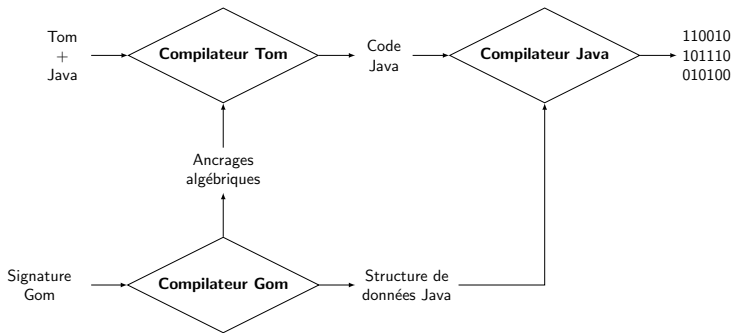 Tom
+
Java
Compilateur Tom
Code
Java
Compilateur Java
110010
101110
010100
Ancrages
algébriques
Signature
Gom
Compilateur Gom
Structure de
données Java